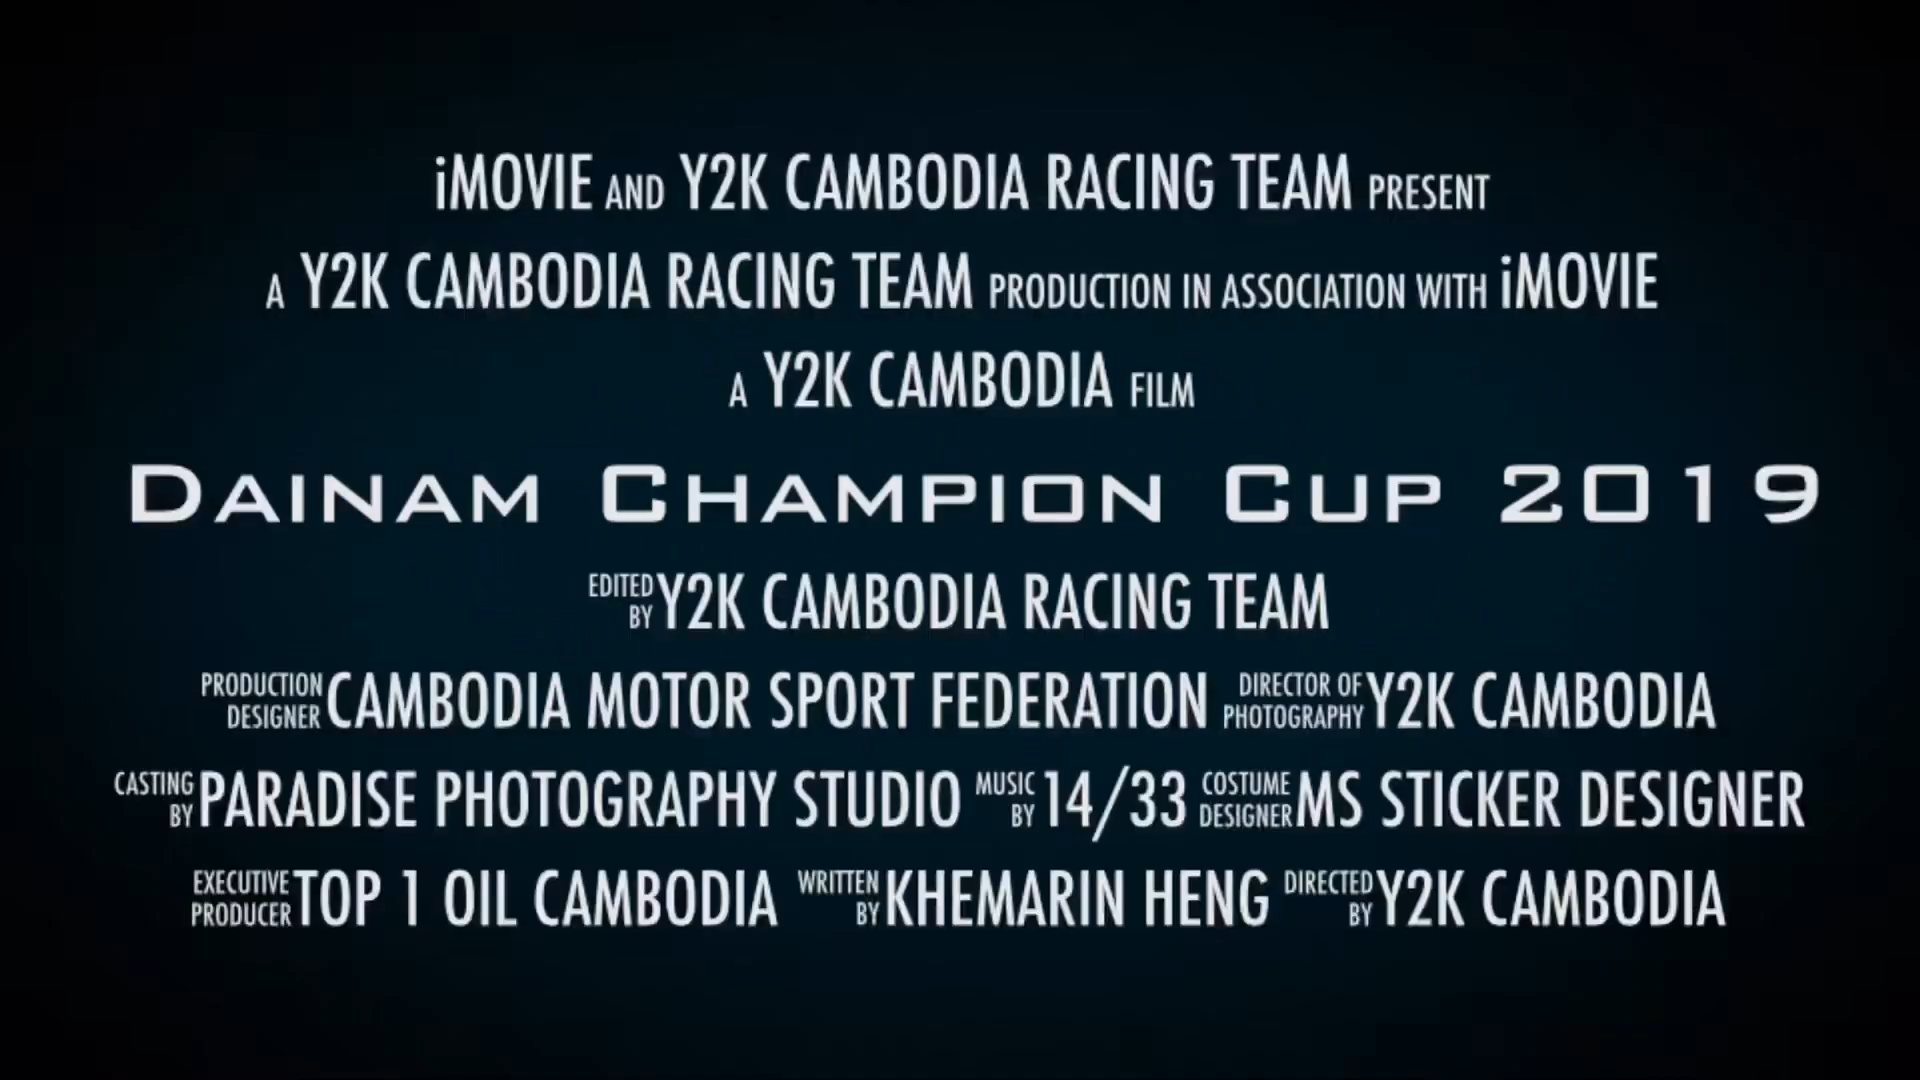 iMOVIE AND Y2K CAMBODIA RACING TEAM PRESENT
A Y2K CAMBODIA RACING TEAM PRODUCTION IN ASSOCIATION WITH iMOVIE
A Y2K CAMBODIA FILM
DAINAM CHAMPION CUP 2019
EDITED BY Y2K CAMBODIA RACING TEAM
PRODUCTION DESIGNER CAMBODIA MOTOR SPORT FEDERATION DIRECTOR OF PHOTOGRAPHY Y2K CAMBODIA
CASTING BY PARADISE PHOTOGRAPHY STUDIO MUSIC BY 14/33 COSTUME DESIGNER MS STICKER DESIGNER
EXECUTIVE PRODUCER TOP 1 OIL CAMBODIA WRITTEN BY KHEMARIN HENG DIRECTED BY Y2K CAMBODIA